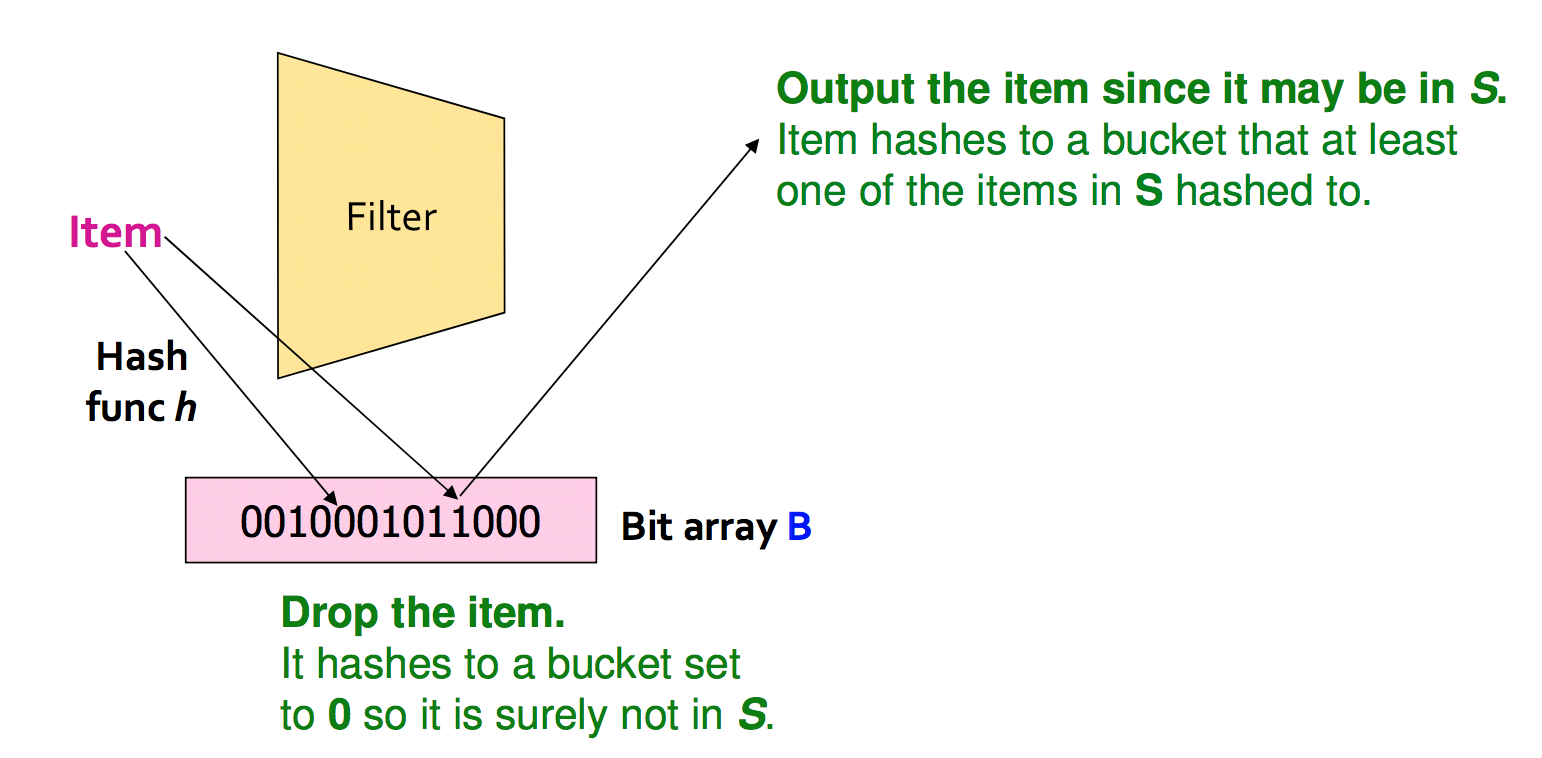 Output the item since it may be in S.
Item hashes to a bucket that at least
one of the items in S hashed to.
Filter
Item
Hash
func h
0010001011000
Bit array B
Drop the item.
It hashes to a bucket set
to 0 so it is surely not in S.